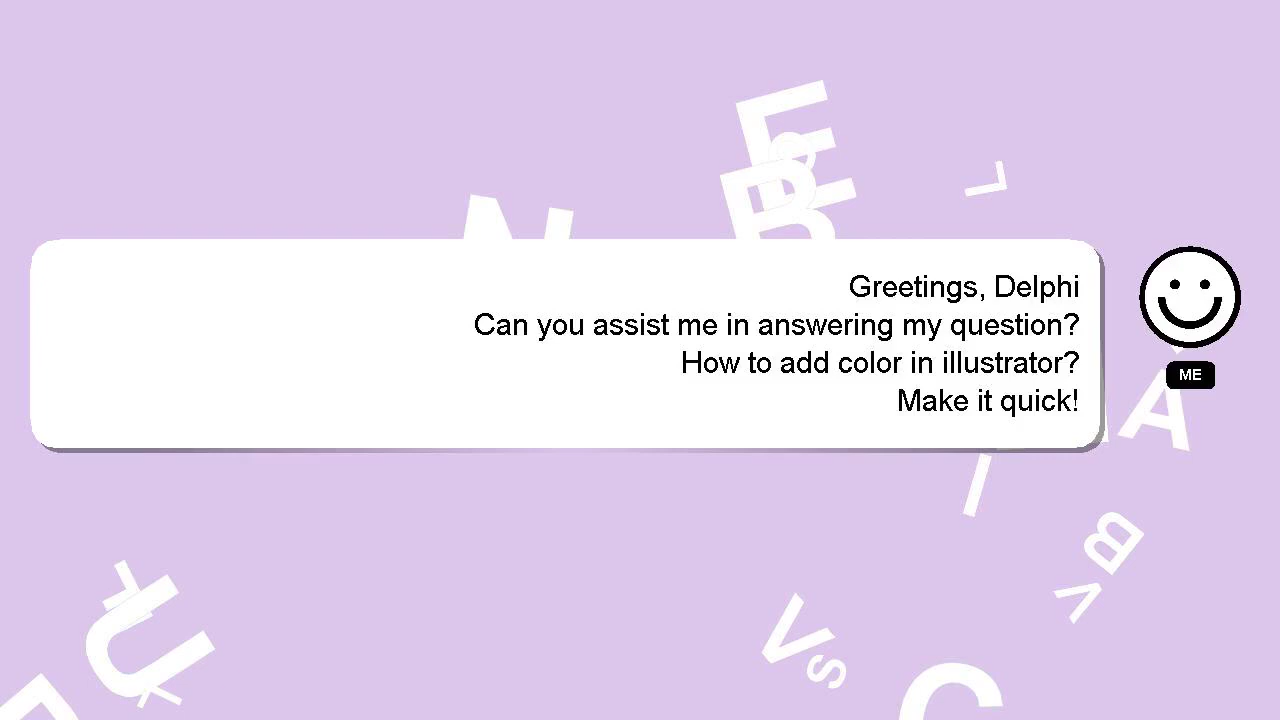 Greetings, Delphi
Can you assist me in answering my question?
How to add color in illustrator?
Make it quick!
ME
E
B
L
N
A
I
B
V
U
V
S
C